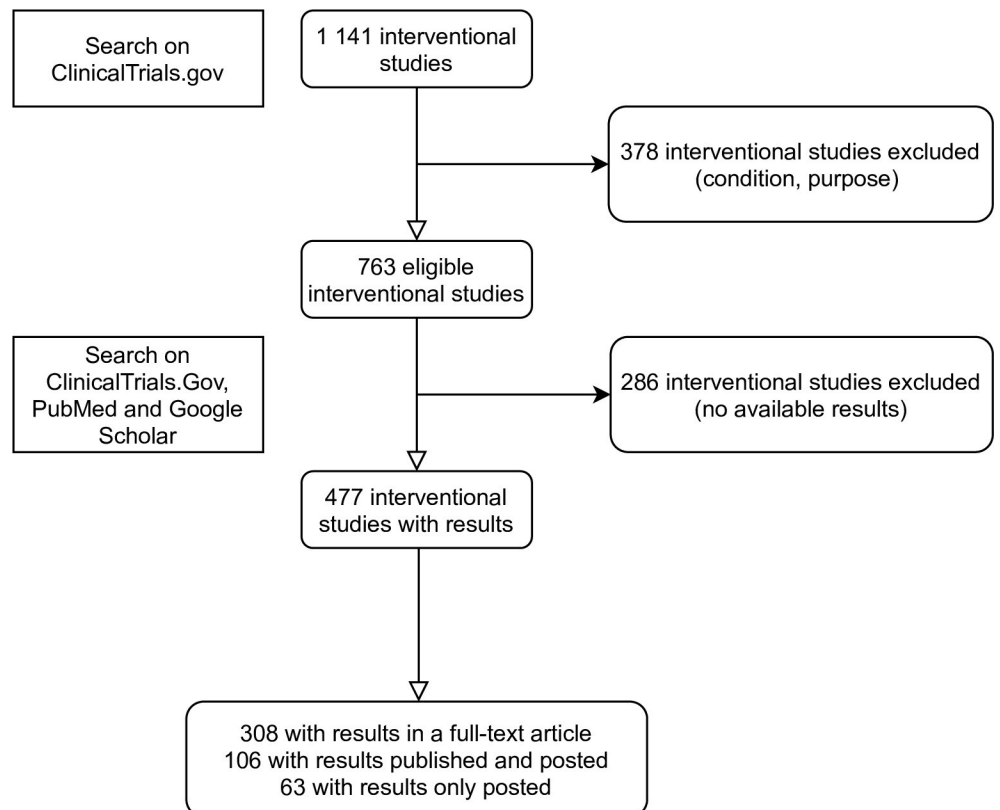 Search on
ClinicalTrials.gov
1 141 interventional
studies
378 interventional studies excluded
(condition, purpose)
763 eligible
interventional studies
Search on
ClinicalTrials.Gov,
PubMed and Google
Scholar
286 interventional studies excluded
(no available results)
477 interventional
studies with results
308 with results in a full-text article
106 with results published and posted
63 with results only posted